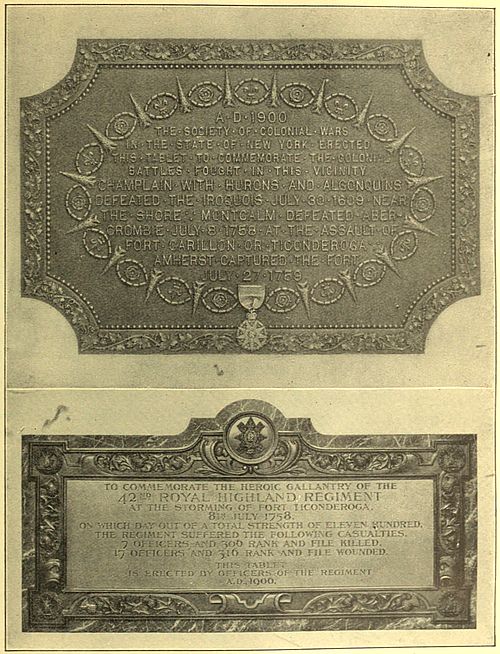 A·D·1900
THE·SOCIETY·OF·COLONIAL·WARS
IN·THE·STATE·OF·NEW·YORK·ERECTED
THIS·TABLET·TO·COMMEMORATE·THE·COLONIAL
BATTLES·FOUGHT·IN·THIS·VICINITY
CHAMPLAIN·WITH·HURONS·AND·ALGONQUINS
DEFEATED·THE·IROQUOIS·JULY·30·1609·NEAR
THE·SHORE·MONTCALM·DEFEATED·ABER-
CROMBIE·JULY·8·1758·AT·THE·ASSAULT·OF
FORT·CARILLON·OR·TICONDEROGA
AMHERST·CAPTURED·THE·FORT
JULY·27·1759
TO COMMEMORATE THE HEROIC GALLANTRY OF THE
42ND ROYAL HIGHLAND REGIMENT
AT THE STORMING OF FORT TICONDEROGA.
8TH JULY 1758.
ON WHICH DAY OUT OF A TOTAL STRENGTH OF ELEVEN HUNDRED,
THE REGIMENT SUFFERED THE FOLLOWING CASUALTIES.
7 OFFICERS AND 306 RANK AND FILE KILLED.
17 OFFICERS AND 316 RANK AND FILE WOUNDED.
THIS TABLET
IS ERECTED BY OFFICERS OF THE REGIMENT
A.D. 1906.